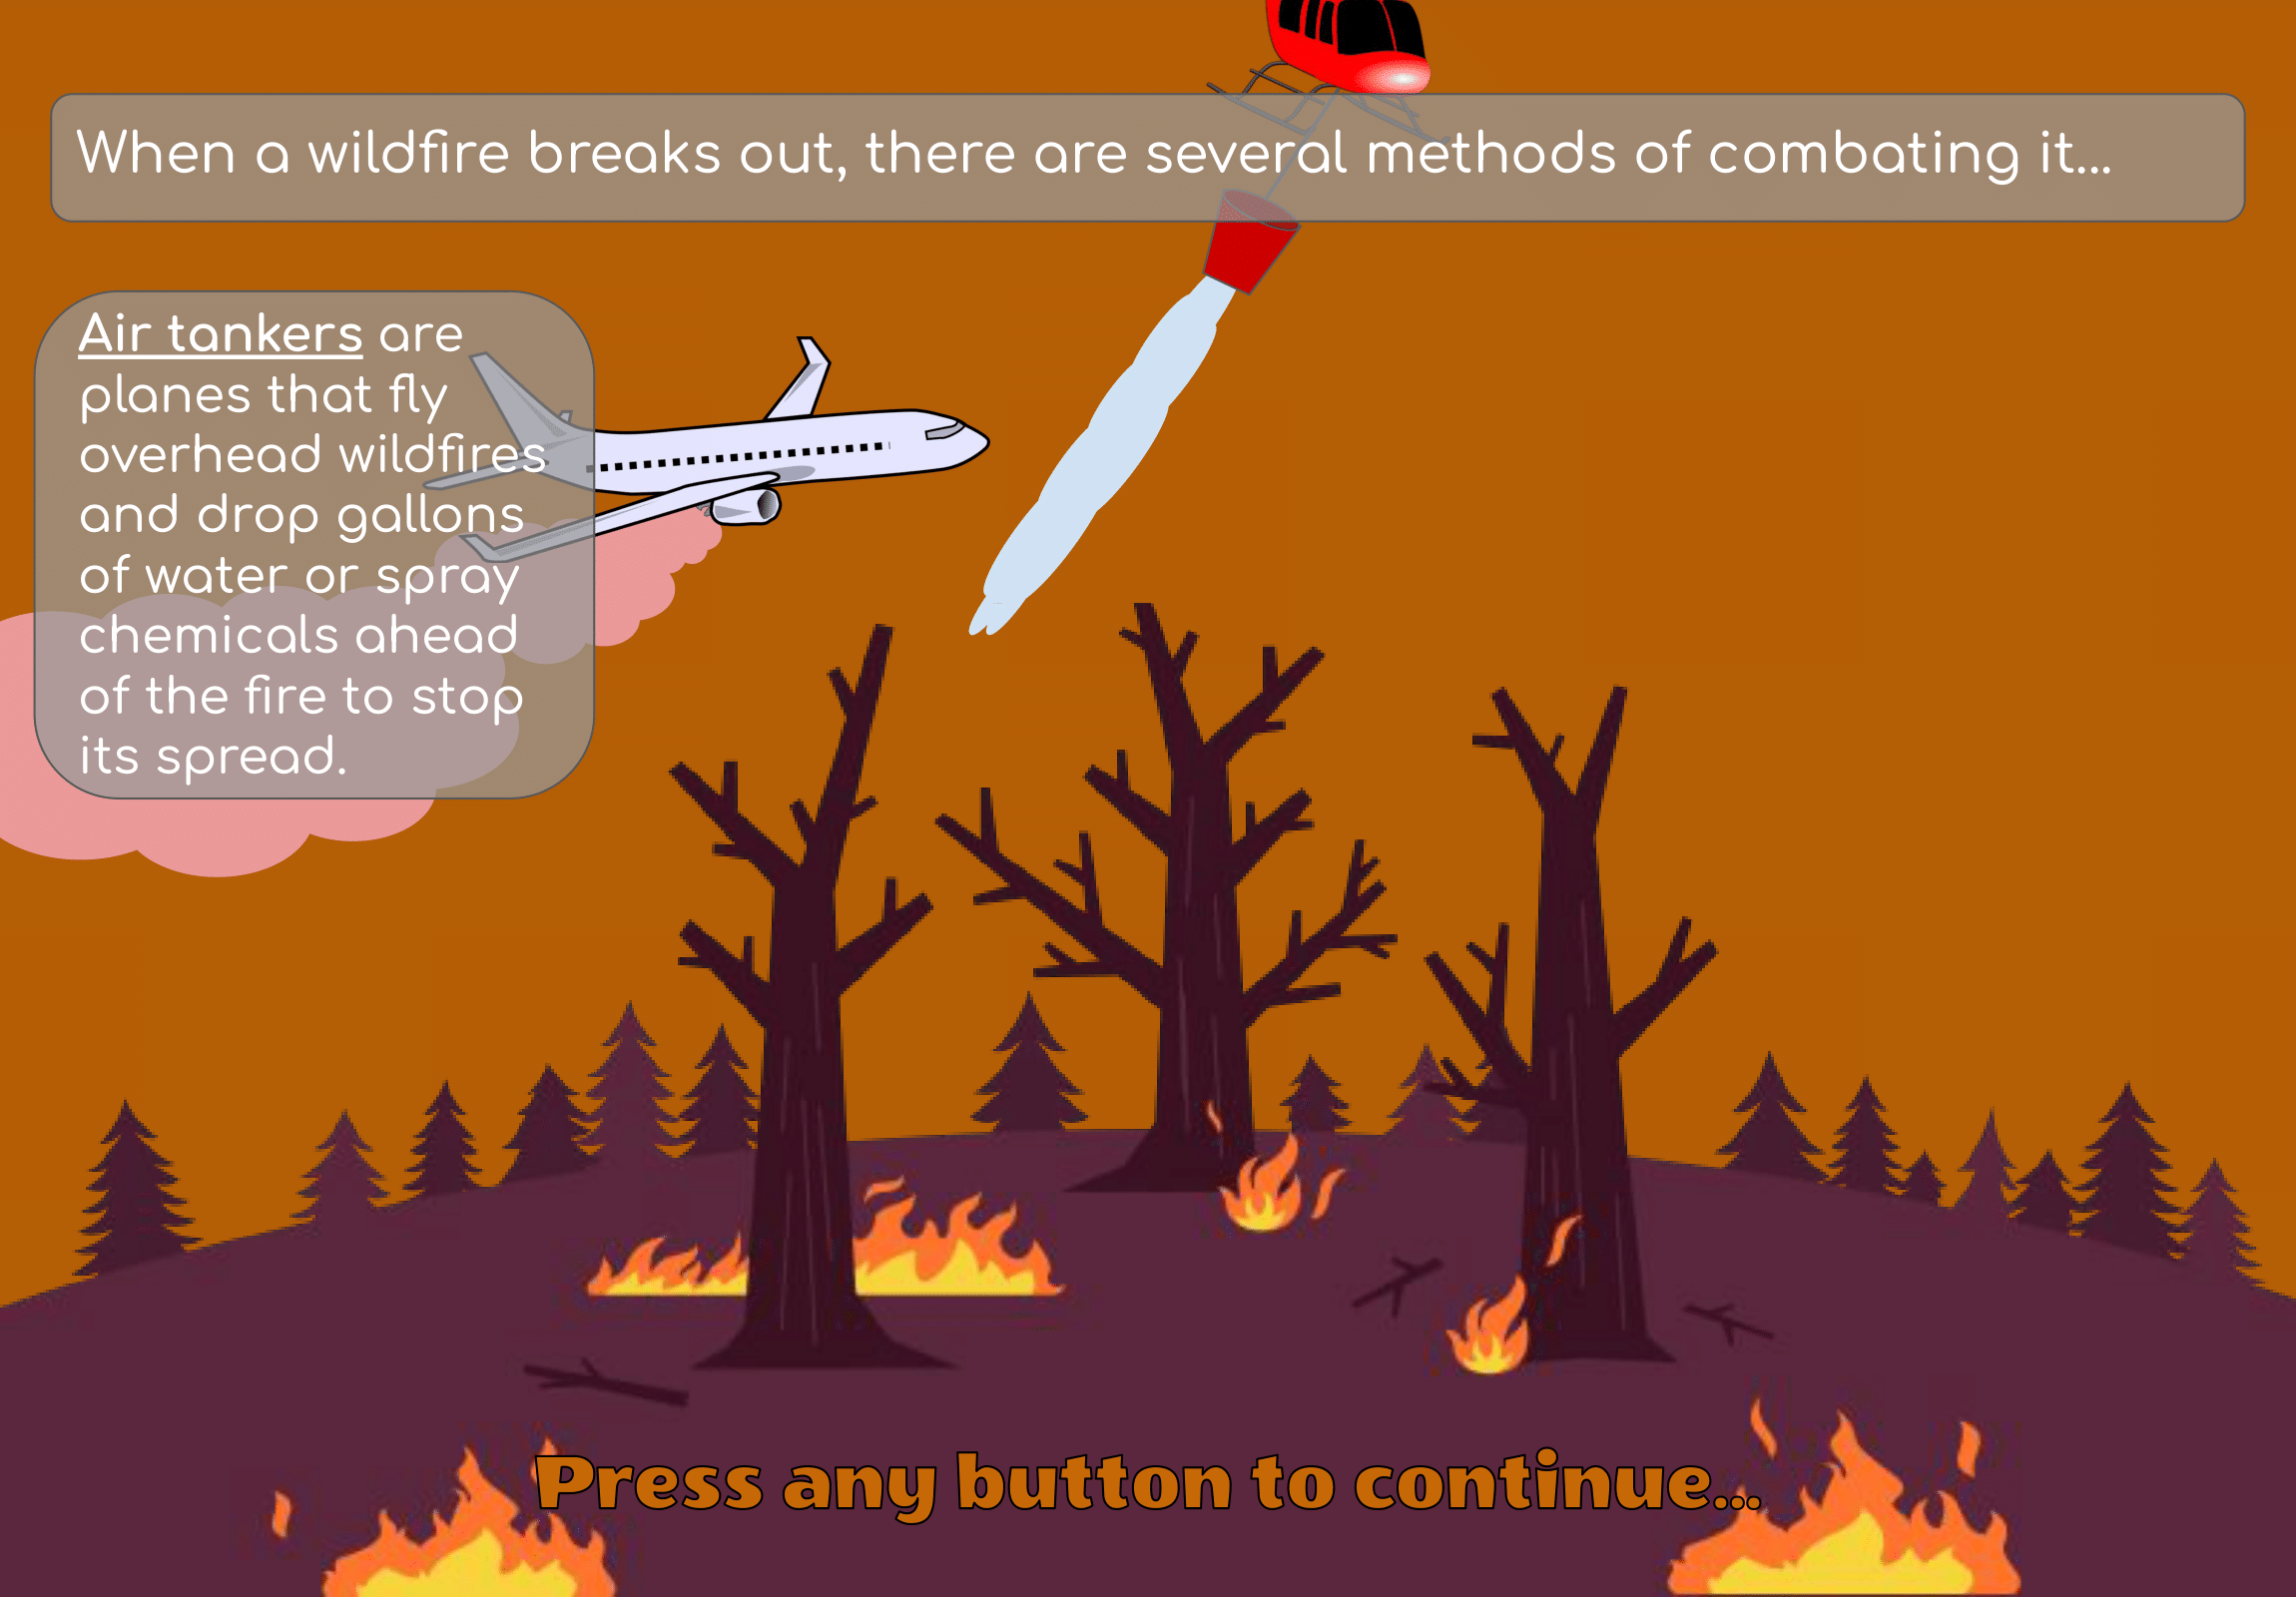 When a wildfire breaks out, there are several methods of combating it...
Air tankers are
planes that fly
overhead wildfires
and drop gallons
of water or spray
chemicals ahead
of the fire to stop
its spread.
Press any button to continue...